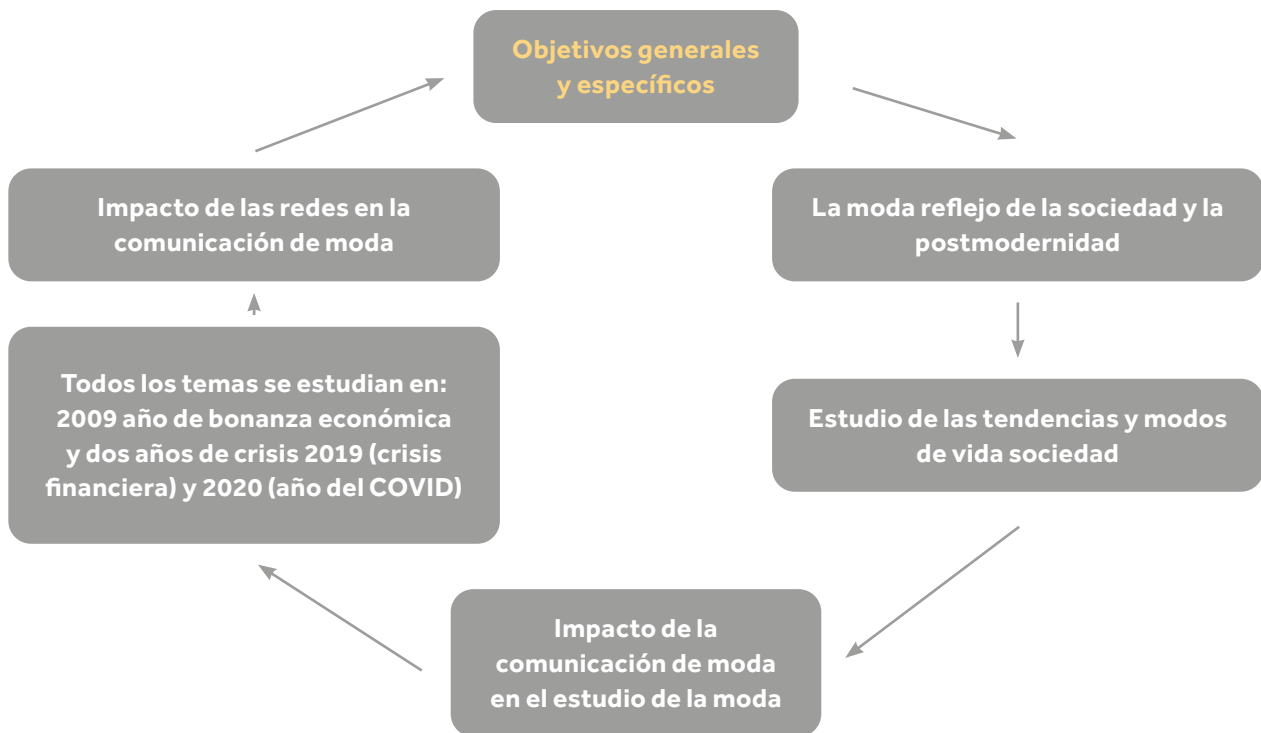 Objetivos generales
y específicos
La moda reflejo de la sociedad y la
postmodernidad
Estudio de las tendencias y modos
de vida sociedad
Impacto de la
comunicación de moda
en el estudio de la moda
Todos los temas se estudian en:
2009 año de bonanza económica
y dos años de crisis 2019 (crisis
financiera) y 2020 (año del COVID)
Impacto de las redes en la
comunicación de moda